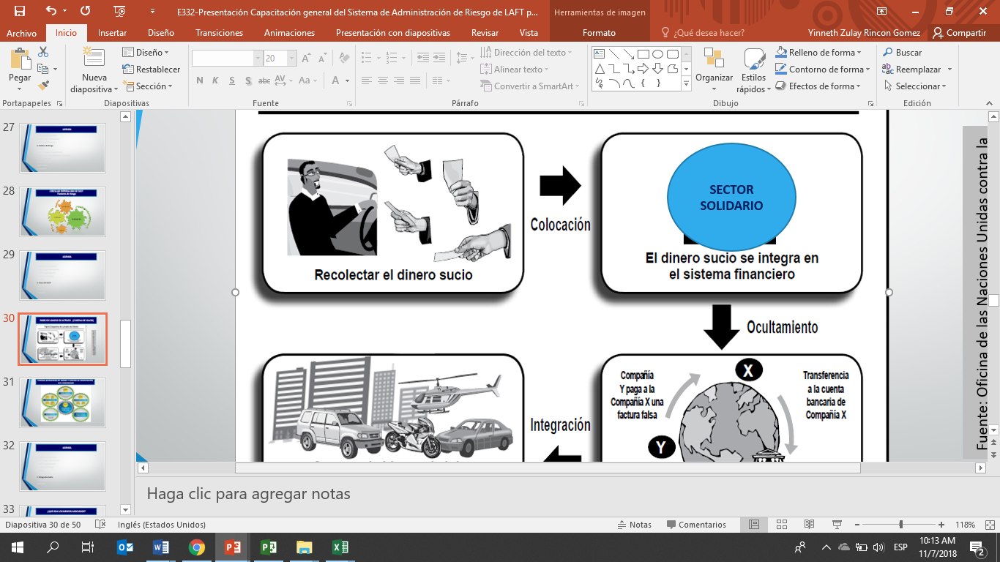 E332-Presentación Capacitación general del Sistema de Administración de Riesgo de LAFT p...
Herramientas de imagen
Archivo
Inicio
Insertar
Diseño
Transiciones
Animaciones
Presentación con diapositivas
Revisar
Vista
Formato
¿Qué desea hacer?
Yinneth Zulay Rincon Gomez
Compartir
Pegar
Portapapeles
Nueva
diapositiva
Diseño
Restablecer
Sección
Diapositivas
20
N K S S abc AV Aa A
Fuente
Párrafo
Dirección del texto
Alinear texto
Convertir a SmartArt
Organizar
Estilos
rápidos
Relleno de forma
Contorno de forma
Efectos de forma
Dibujo
Buscar
Reemplazar
Seleccionar
Edición
27
AGENDA
28
29
AGENDA
30
31
32
AGENDA
33
Recolectar el dinero sucio
Colocación
SECTOR
SOLIDARIO
El dinero sucio se integra en
el sistema financiero
Ocultamiento
Compañía
Y paga a la
Compañía X una
factura falsa
X
Transferencia
a la cuenta
bancaria de
Compañía X
Y
Integración
Fuente: Oficina de las Naciones Unidas contra la
Haga clic para agregar notas
Diapositiva 30 de 50
Inglés (Estados Unidos)
Notas
Comentarios
118%
ESP
10:13 AM
11/7/2018
2